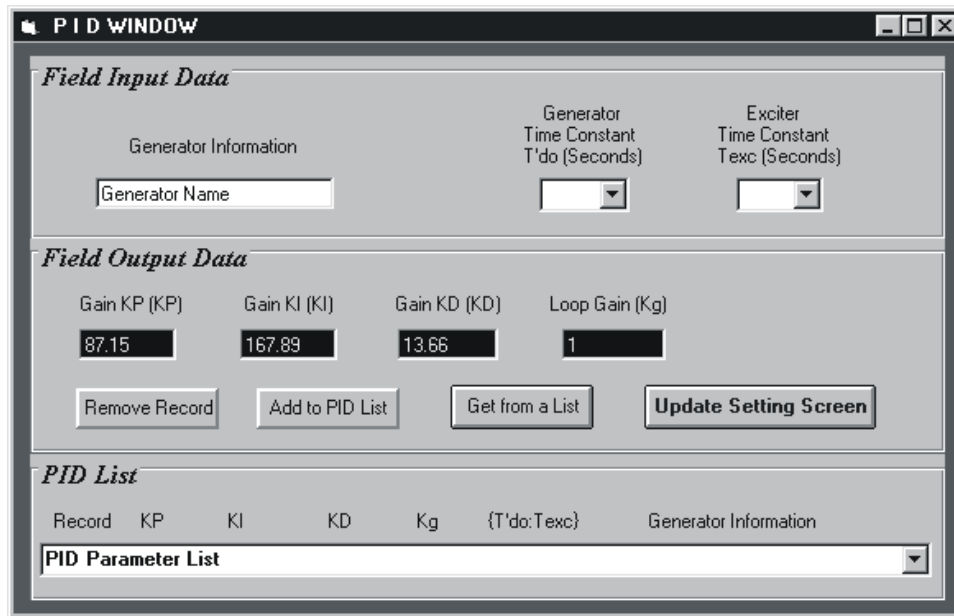 P I D WINDOW
Field Input Data
Generator Information
Generator
Time Constant
T'do (Seconds)
Exciter
Time Constant
Texc (Seconds)
Generator Name
Field Output Data
Gain KP (KP) Gain KI (KI) Gain KD (KD) Loop Gain (Kg)
87.15 167.89 13.66 1
Remove Record Add to PID List Get from a List Update Setting Screen
PID List
Record KP KI KD Kg {T'do:Texc} Generator Information
PID Parameter List